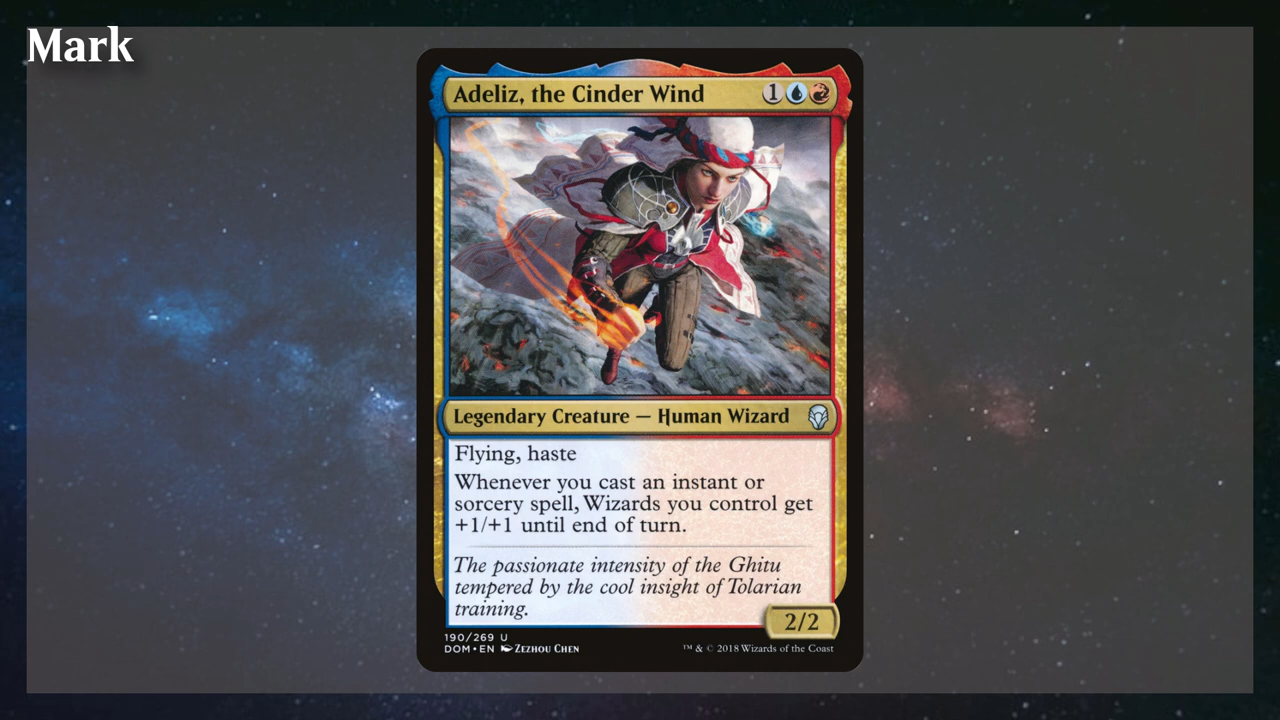 Mark
Adeliz, the Cinder Wind 1
Legendary Creature — Human Wizard
Flying, haste
Whenever you cast an instant or
sorcery spell, Wizards you control get
+1/+1 until end of turn.
The passionate intensity of the Ghitu
tempered by the cool insight of Tolarian
training.
2/2
190/269 U
DOM • EN Zezhou Chen
™ & © 2018 Wizards of the Coast